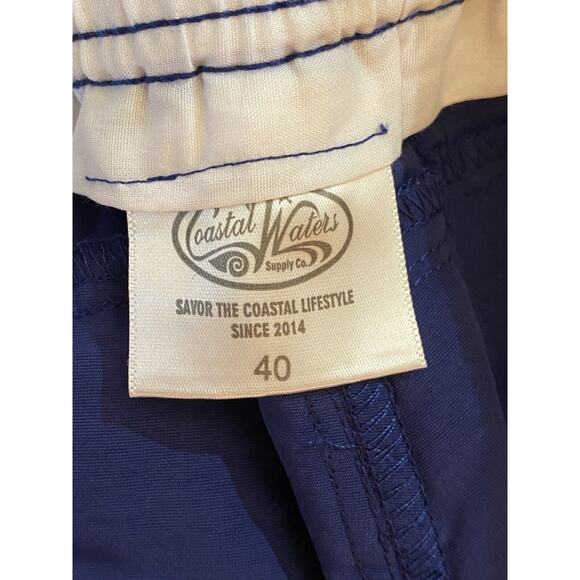 Coastal Waters
Supply Co.
SAVOR THE COASTAL LIFESTYLE
SINCE 2014
40